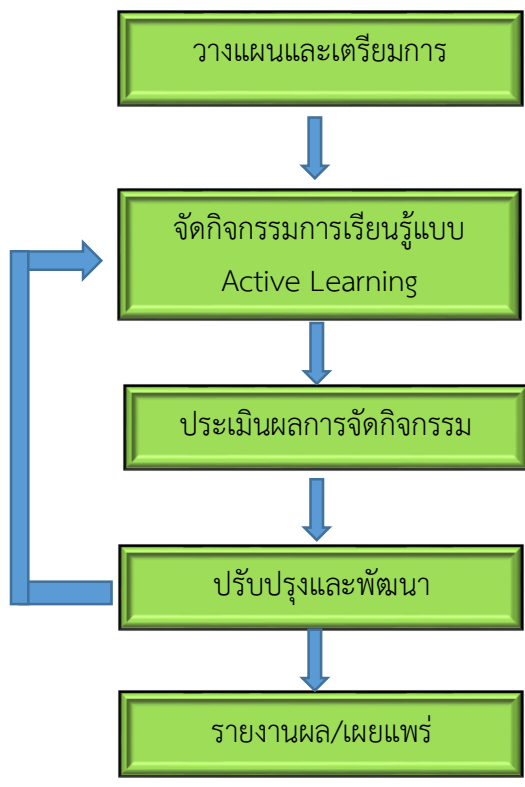 วางแผนและเตรียมการ
จัดกิจกรรมการเรียนรู้แบบ
Active Learning
ประเมินผลการจัดกิจกรรม
ปรับปรุงและพัฒนา
รายงานผล/เผยแพร่